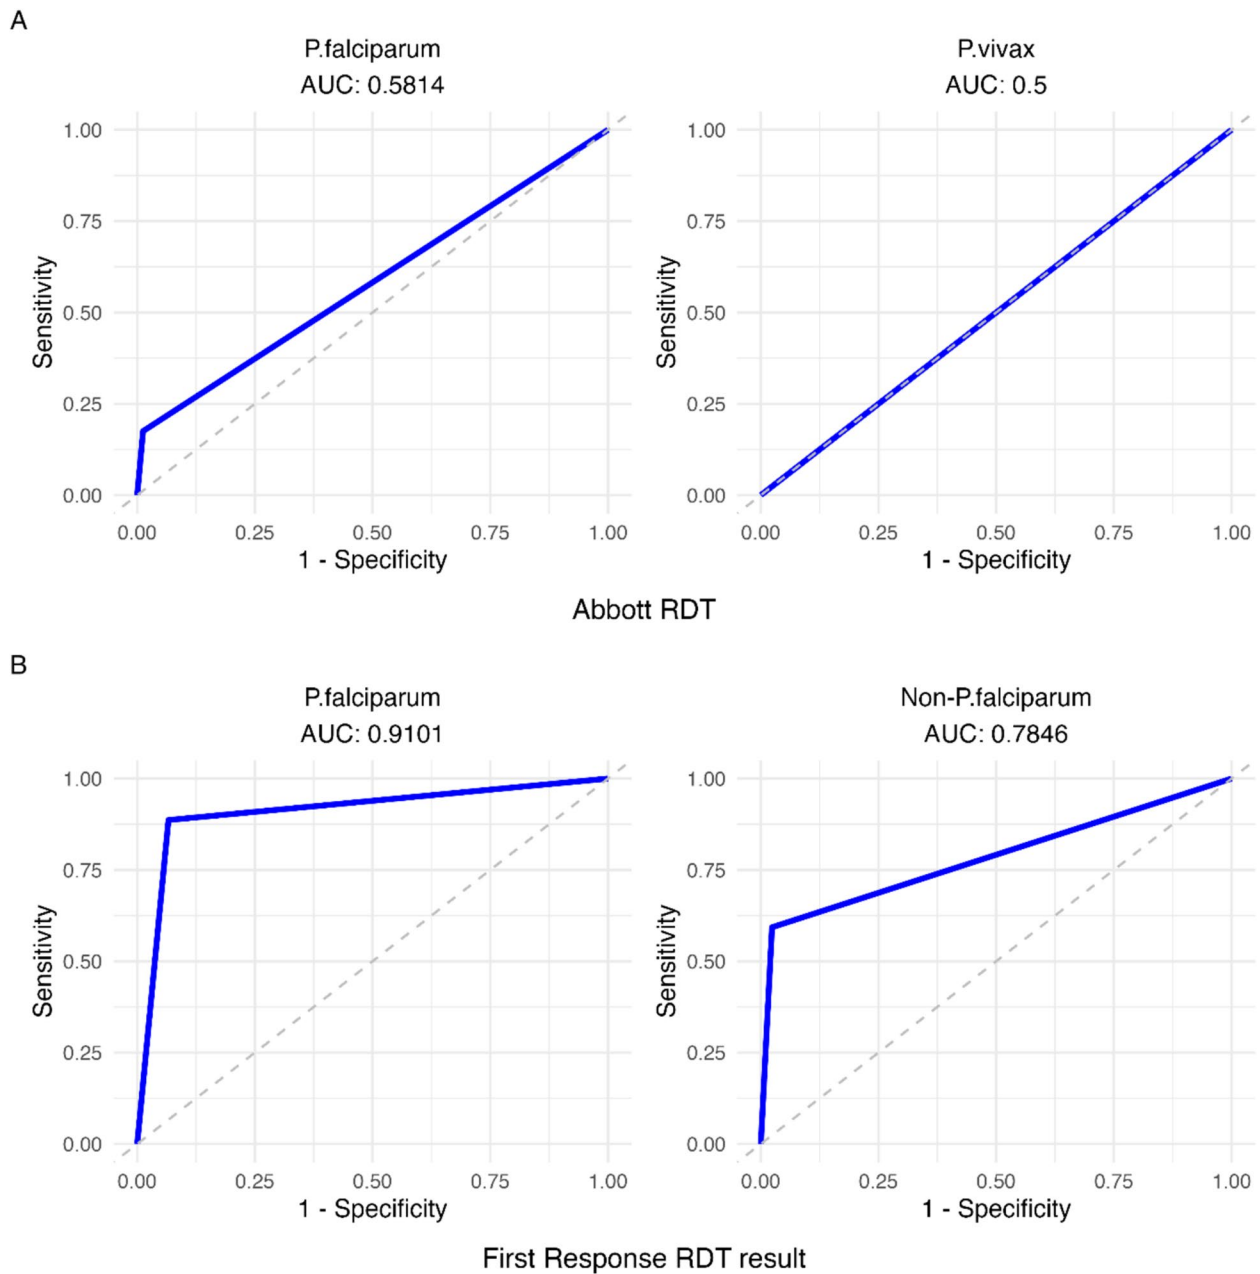 A
P.falciparum
AUC: 0.5814
P.vivax
AUC: 0.5
1.00
0.75
0.50
0.25
0.00
Sensitivity
0.00 0.25 0.50 0.75 1.00
1 - Specificity
1.00
0.75
0.50
0.25
0.00
Sensitivity
0.00 0.25 0.50 0.75 1.00
1 - Specificity
Abbott RDT
B
P.falciparum
AUC: 0.9101
Non-P.falciparum
AUC: 0.7846
1.00
0.75
0.50
0.25
0.00
Sensitivity
0.00 0.25 0.50 0.75 1.00
1 - Specificity
1.00
0.75
0.50
0.25
0.00
Sensitivity
0.00 0.25 0.50 0.75 1.00
1 - Specificity
First Response RDT result